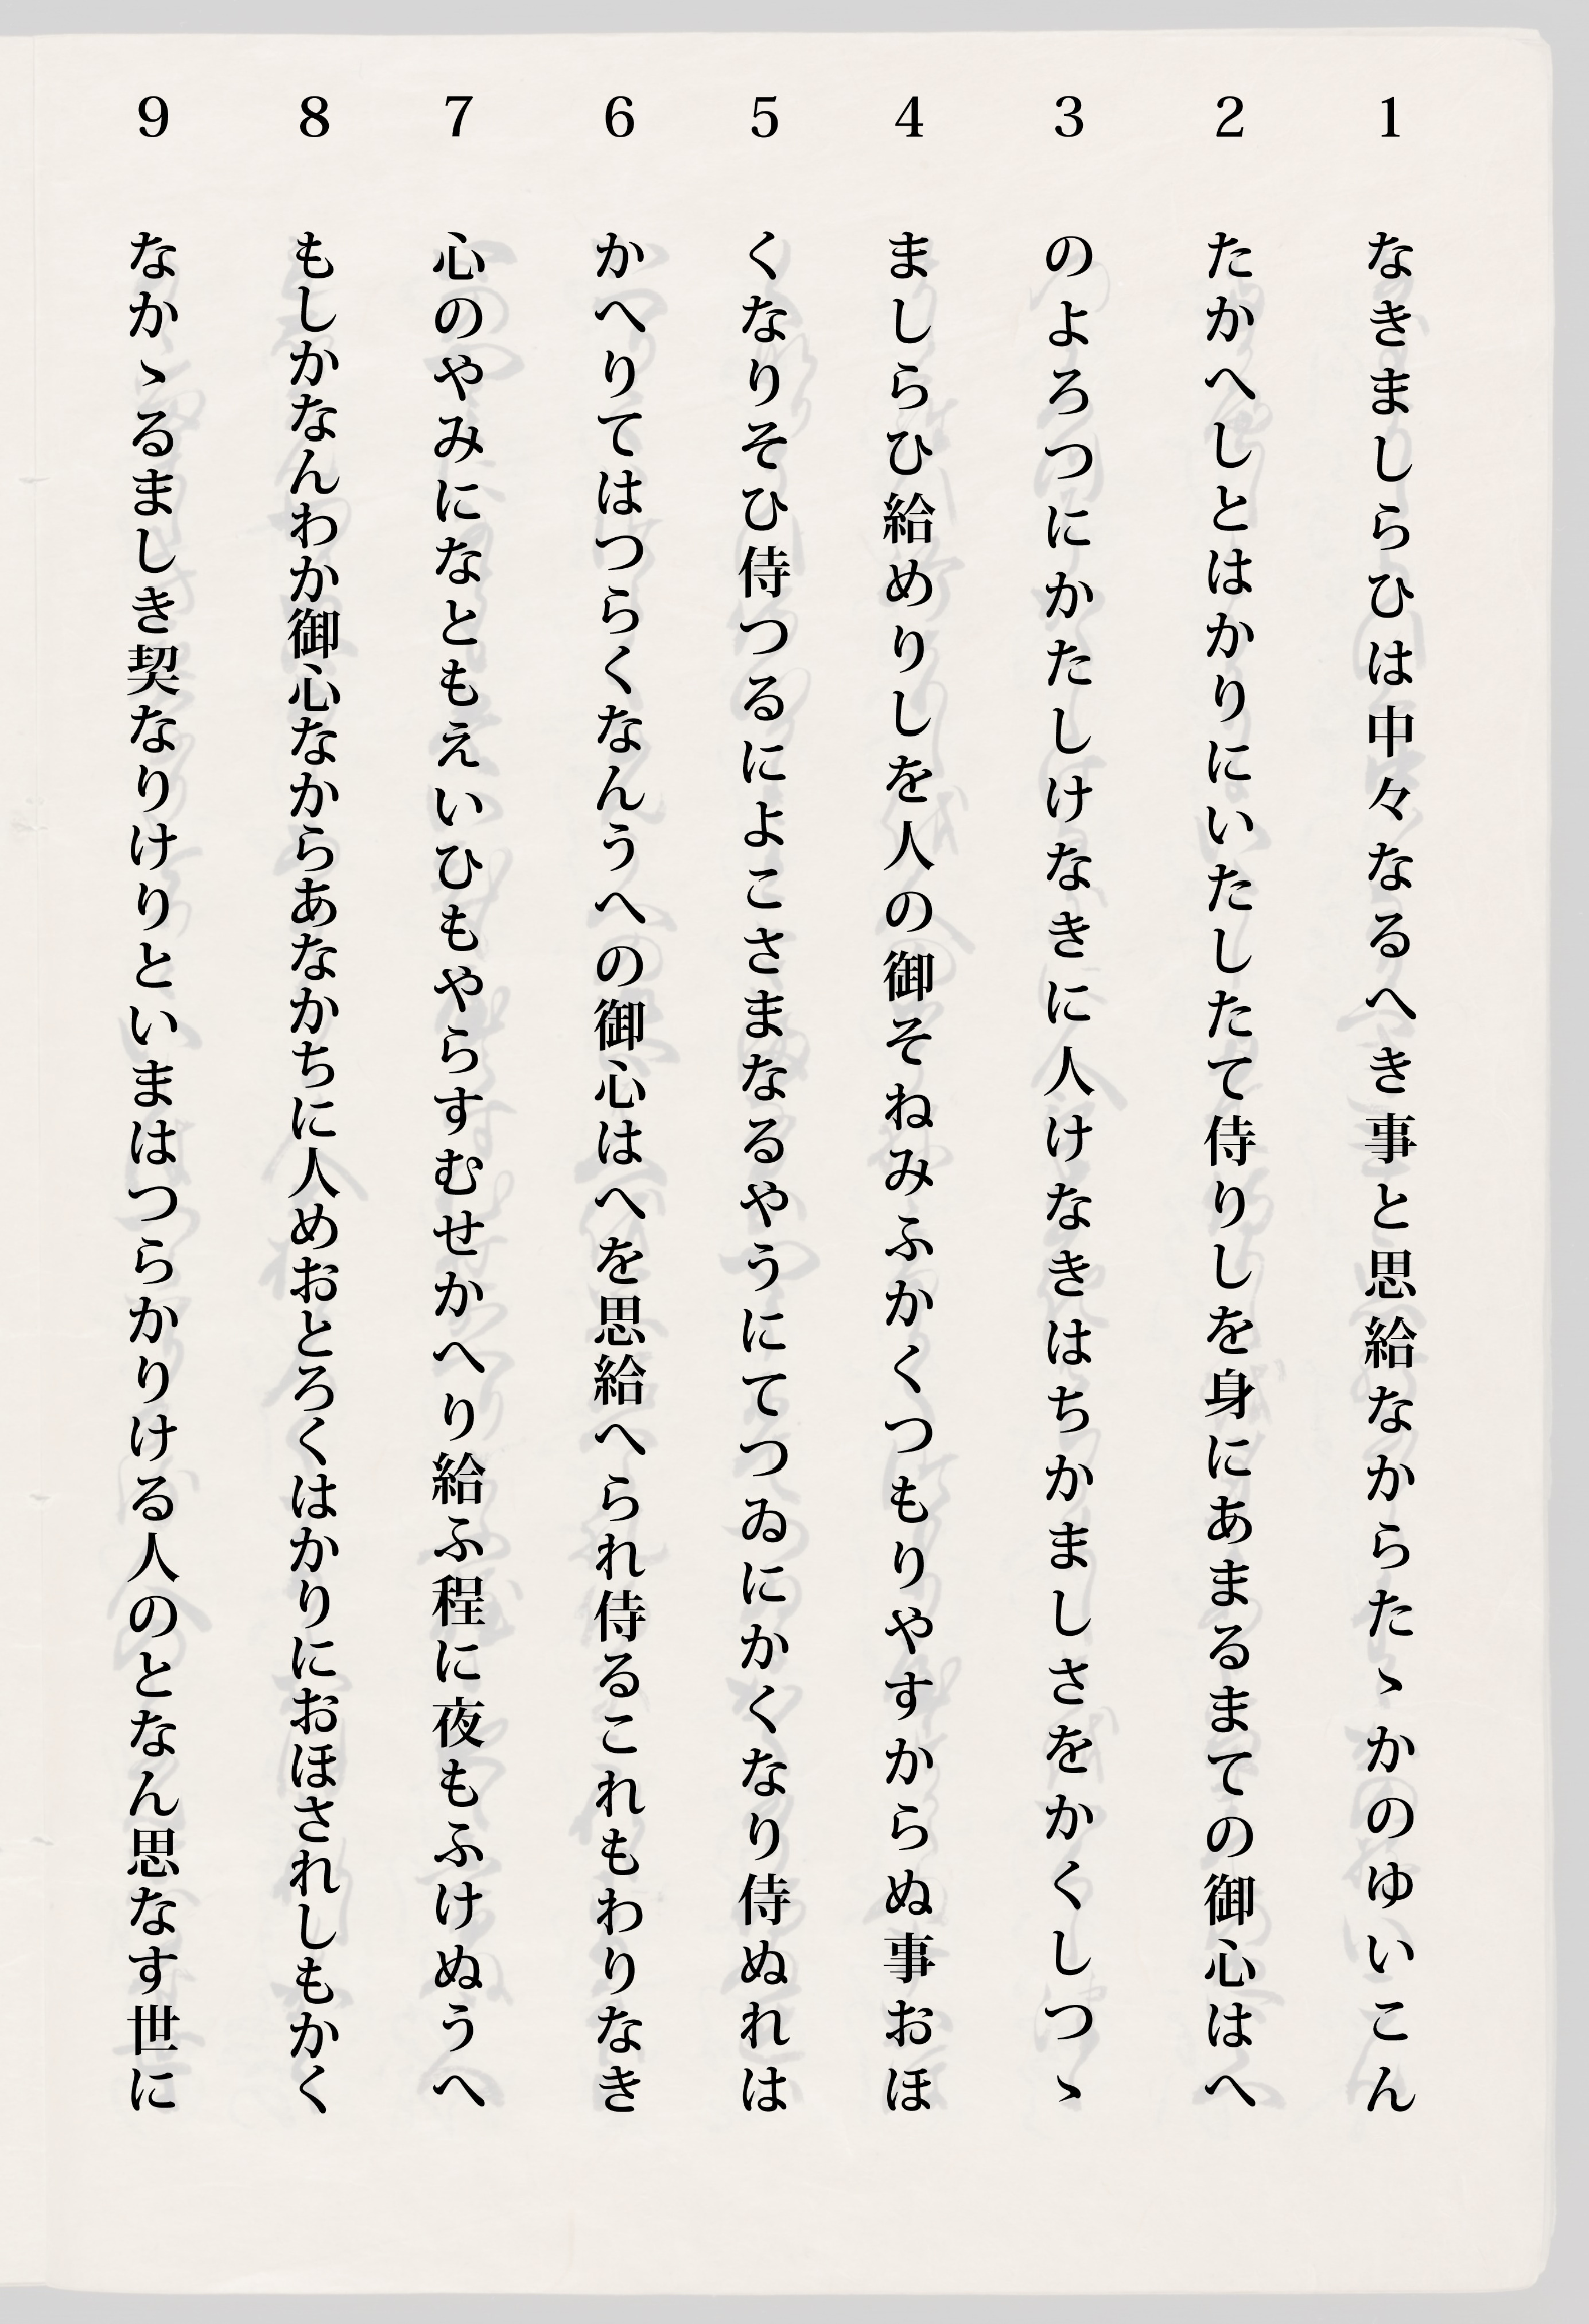 1 なきましらひは中々なるへき事と思給なからたゝかのゆいこん
2 たかへしとはかりにいたしたて侍りしを身にあまるまての御心はへ
3 のよろつにかたしけなきに人けなきはちかましさをかくしつゝ
4 ましらひ給めりしを人の御そねみふかくつもりやすからぬ事おほ
5 くなりそひ侍つるによこさまなるやうにてつゐにかくなり侍ぬれは
6 かへりてはつらくなんうへの御心はへを思給へられ侍るこれもわりなき
7 心のやみになともえいひもやらすむせかへり給ふ程に夜もふけぬうへ
8 もしかなんわか御心なからあなかちに人めおとろくはかりにおほされしもかく
9 なかゝるましき契なりけりといまはつらかりける人のとなん思なす世に